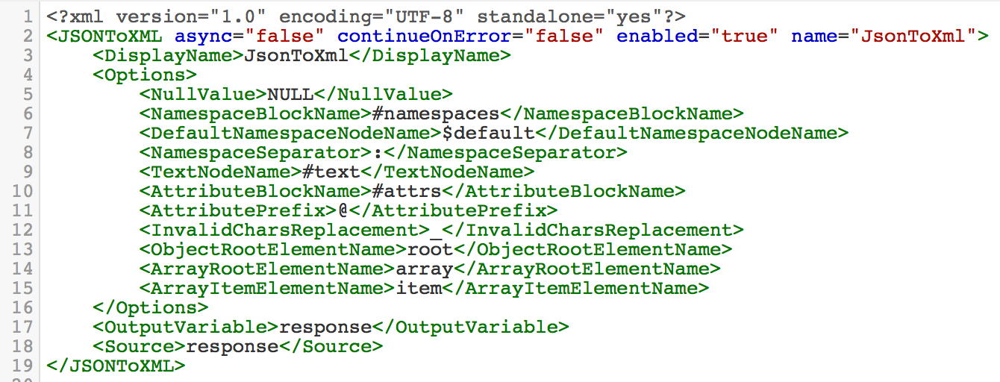 1 <?xml version="1.0" encoding="UTF-8" standalone="yes"?>
2 <JSONToXML async="false" continueOnError="false" enabled="true" name="JsonToXml">
3     <DisplayName>JsonToXml</DisplayName>
4     <Options>
5         <NullValue>NULL</NullValue>
6         <NamespaceBlockName>#namespaces</NamespaceBlockName>
7         <DefaultNamespaceNodeName>$default</DefaultNamespaceNodeName>
8         <NamespaceSeparator>:</NamespaceSeparator>
9         <TextNodeName>#text</TextNodeName>
10         <AttributeBlockName>#attrs</AttributeBlockName>
11         <AttributePrefix>@</AttributePrefix>
12         <InvalidCharsReplacement>_</InvalidCharsReplacement>
13         <ObjectRootElementName>root</ObjectRootElementName>
14         <ArrayRootElementName>array</ArrayRootElementName>
15         <ArrayItemElementName>item</ArrayItemElementName>
16     </Options>
17     <OutputVariable>response</OutputVariable>
18     <Source>response</Source>
19 </JSONToXML>